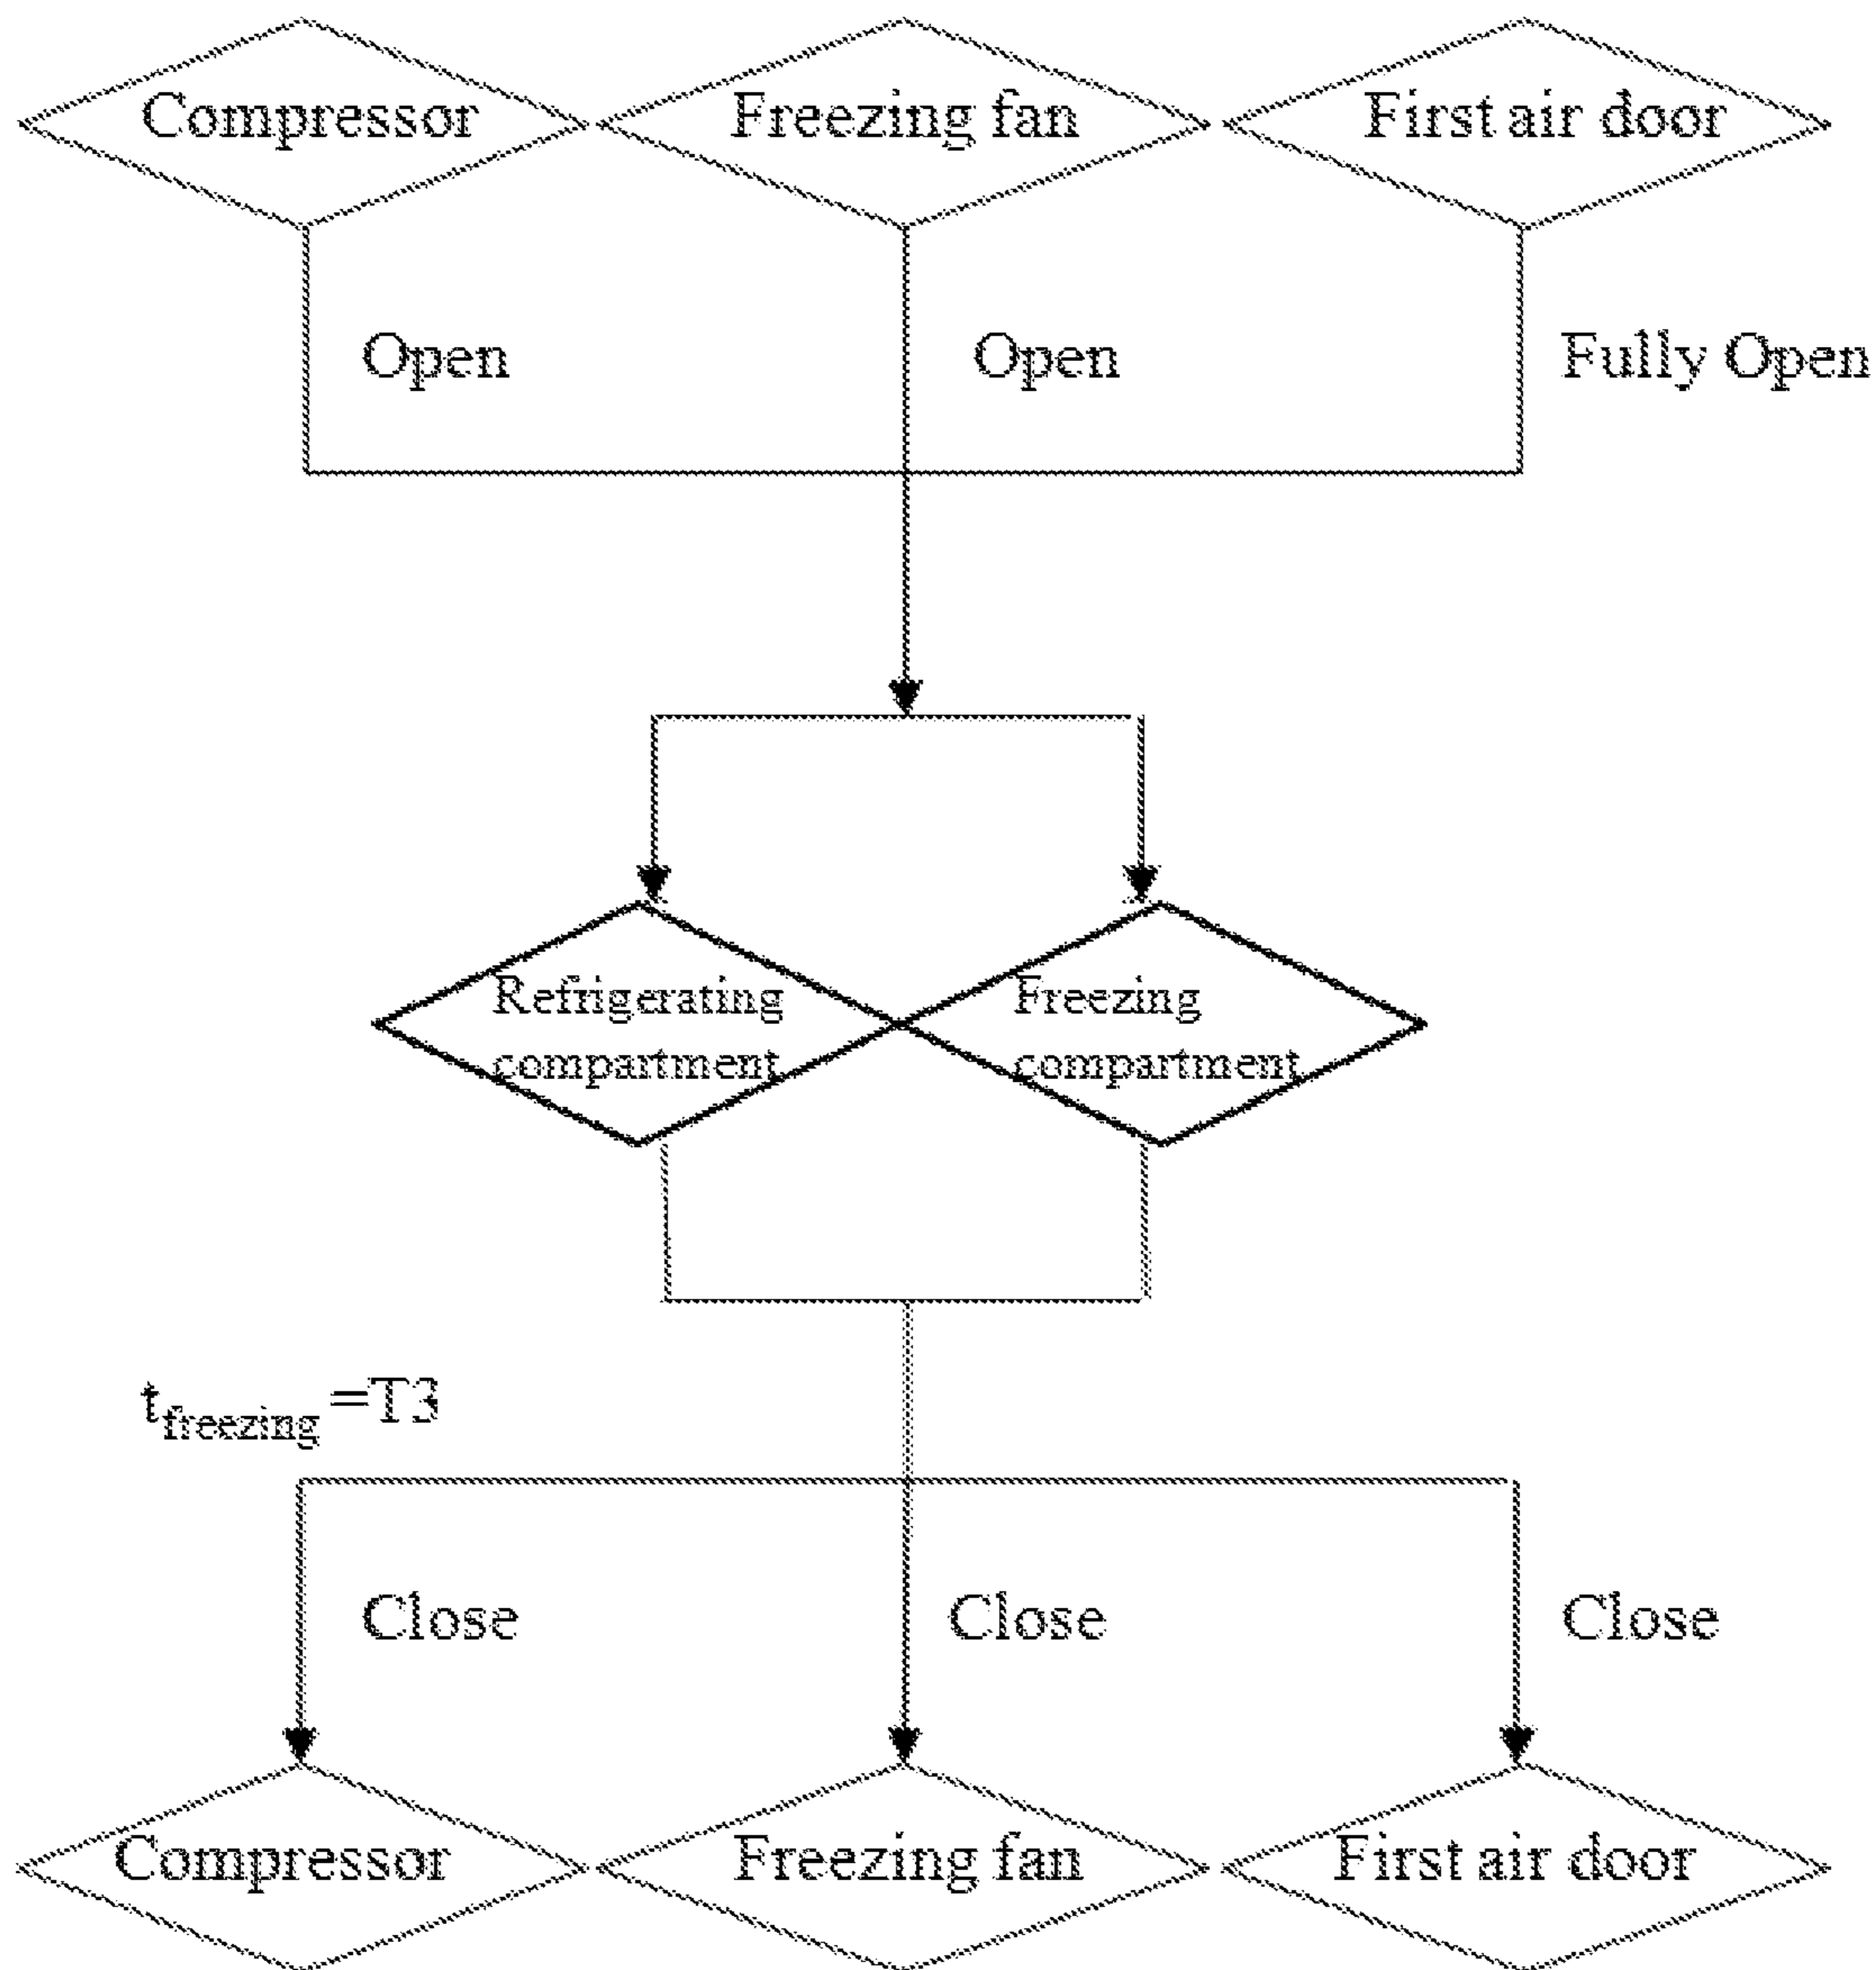 Compressor Freezing fan First air door
Open Open Fully Open
Refrigerating Freezing
compartment compartment
t_freezing =T3
Close Close Close
Compressor Freezing fan First air door